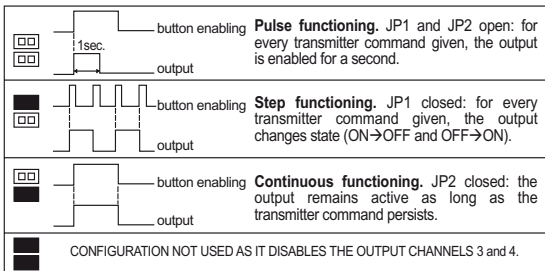 button enabling
1sec.
output
Pulse functioning. JP1 and JP2 open: for
every transmitter command given, the output
is enabled for a second.
button enabling
output
Step functioning. JP1 closed: for every
transmitter command given, the output
changes state (ON→OFF and OFF→ON).
button enabling
output
Continuous functioning. JP2 closed: the
output remains active as long as the
transmitter command persists.
CONFIGURATION NOT USED AS IT DISABLES THE OUTPUT CHANNELS 3 and 4.